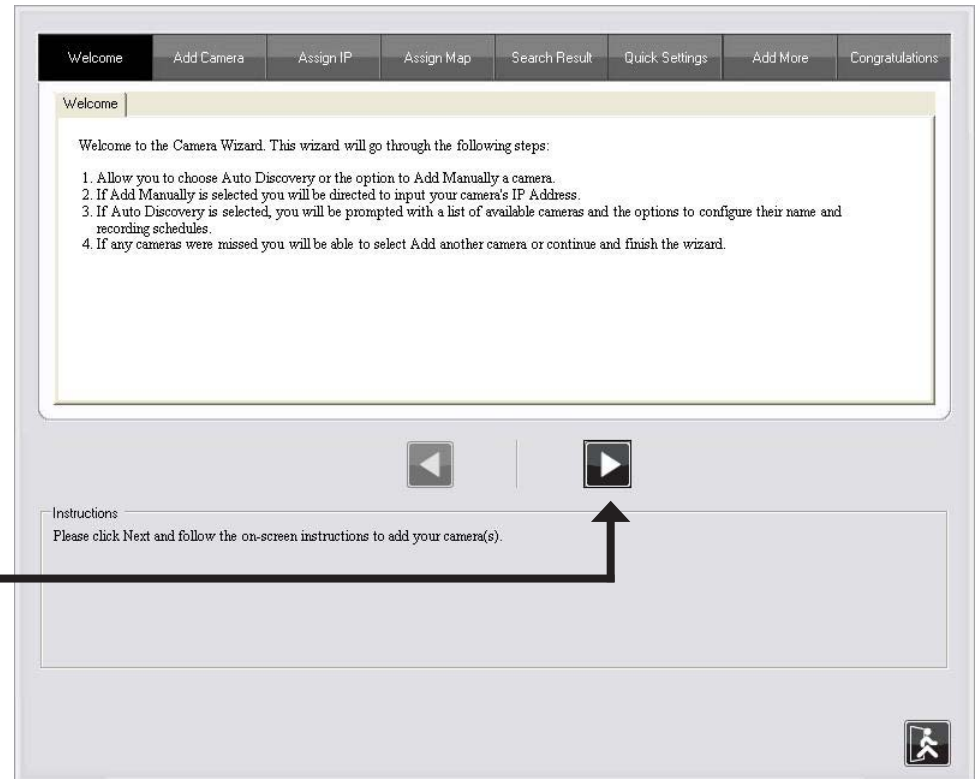 Welcome Add Camera Assign IP Assign Map Search Result Quick Settings Add More Congratulations
Welcome
Welcome to the Camera Wizard. This wizard will go through the following steps:
1. Allow you to choose Auto Discovery or the option to Add Manually a camera.
2. If Add Manually is selected you will be directed to input your camera's IP Address.
3. If Auto Discovery is selected, you will be prompted with a list of available cameras and the options to configure their name and
recording schedules.
4. If any cameras were missed you will be able to select Add another camera or continue and finish the wizard.
Instructions
Please click Next and follow the on-screen instructions to add your camera(s).